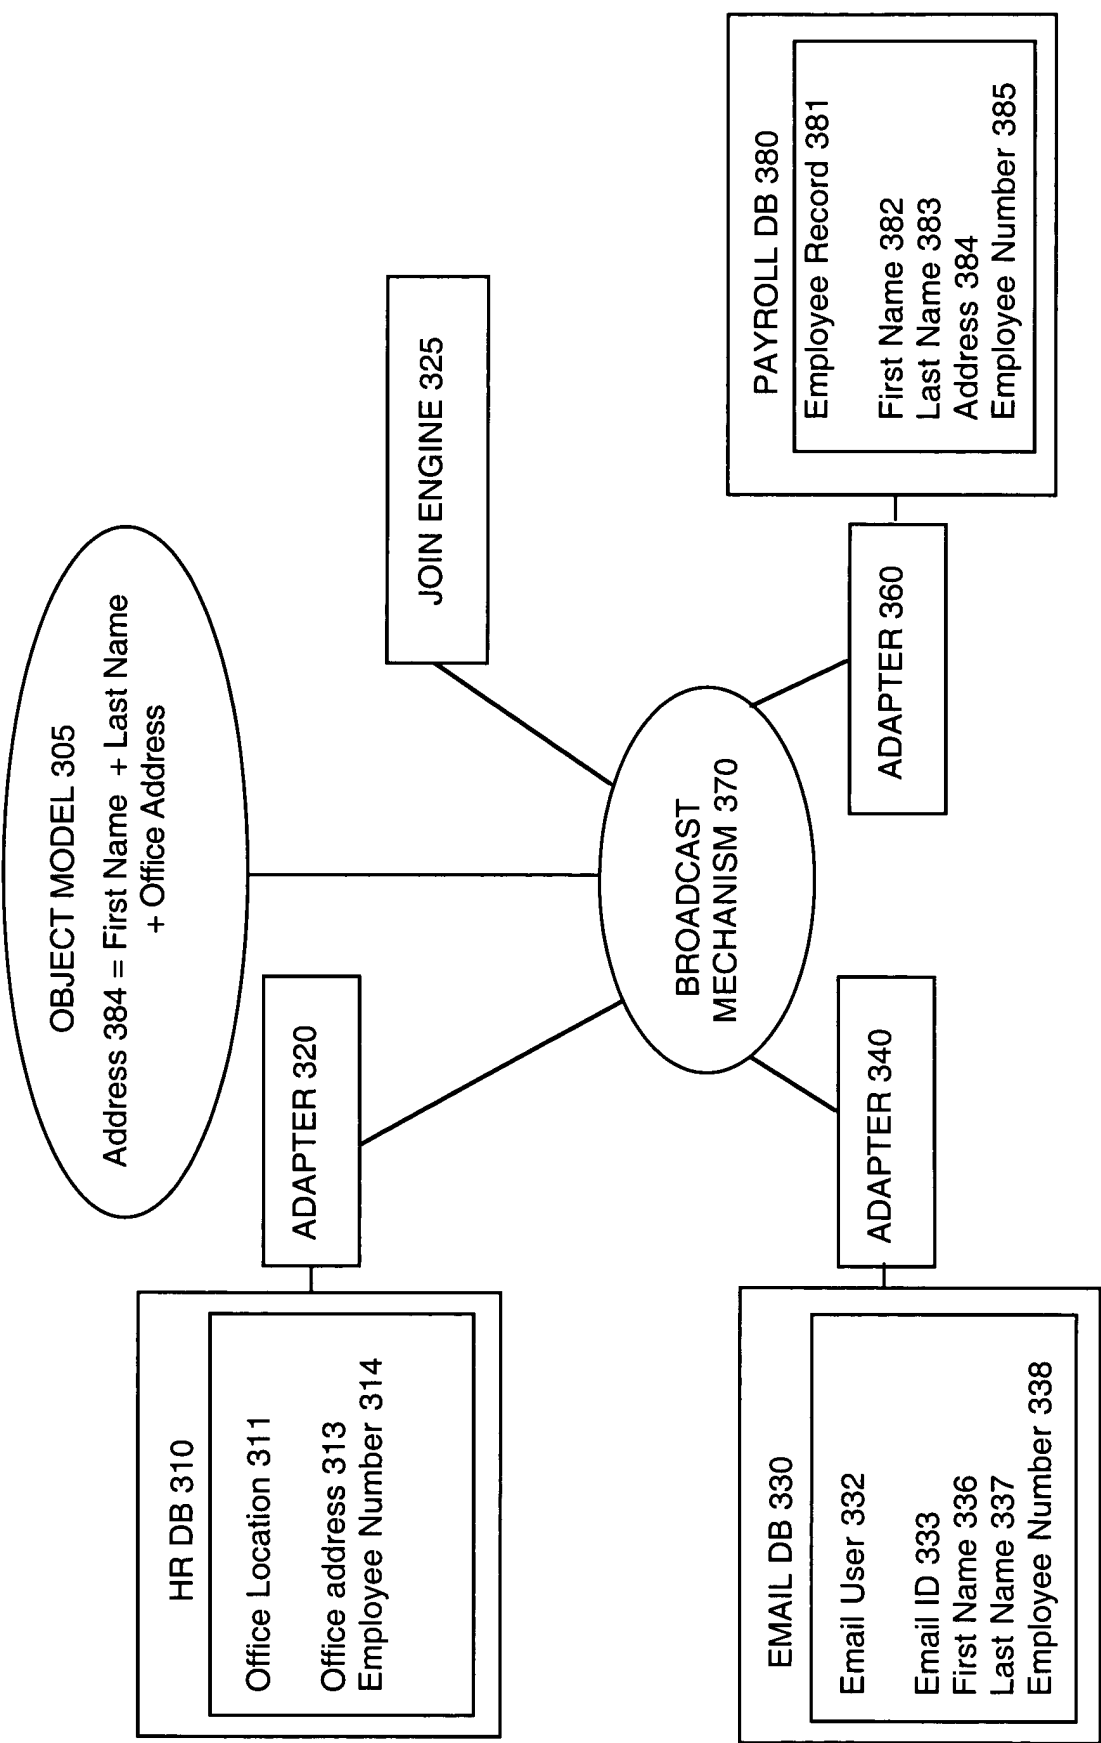 OBJECT MODEL 305
Address 384 = First Name + Last Name
+ Office Address
HR DB 310
Office Location 311
Office address 313
Employee Number 314
ADAPTER 320
JOIN ENGINE 325
BROADCAST
MECHANISM 370
EMAIL DB 330
Email User 332
Email ID 333
First Name 336
Last Name 337
Employee Number 338
ADAPTER 340
ADAPTER 360
PAYROLL DB 380
Employee Record 381
First Name 382
Last Name 383
Address 384
Employee Number 385